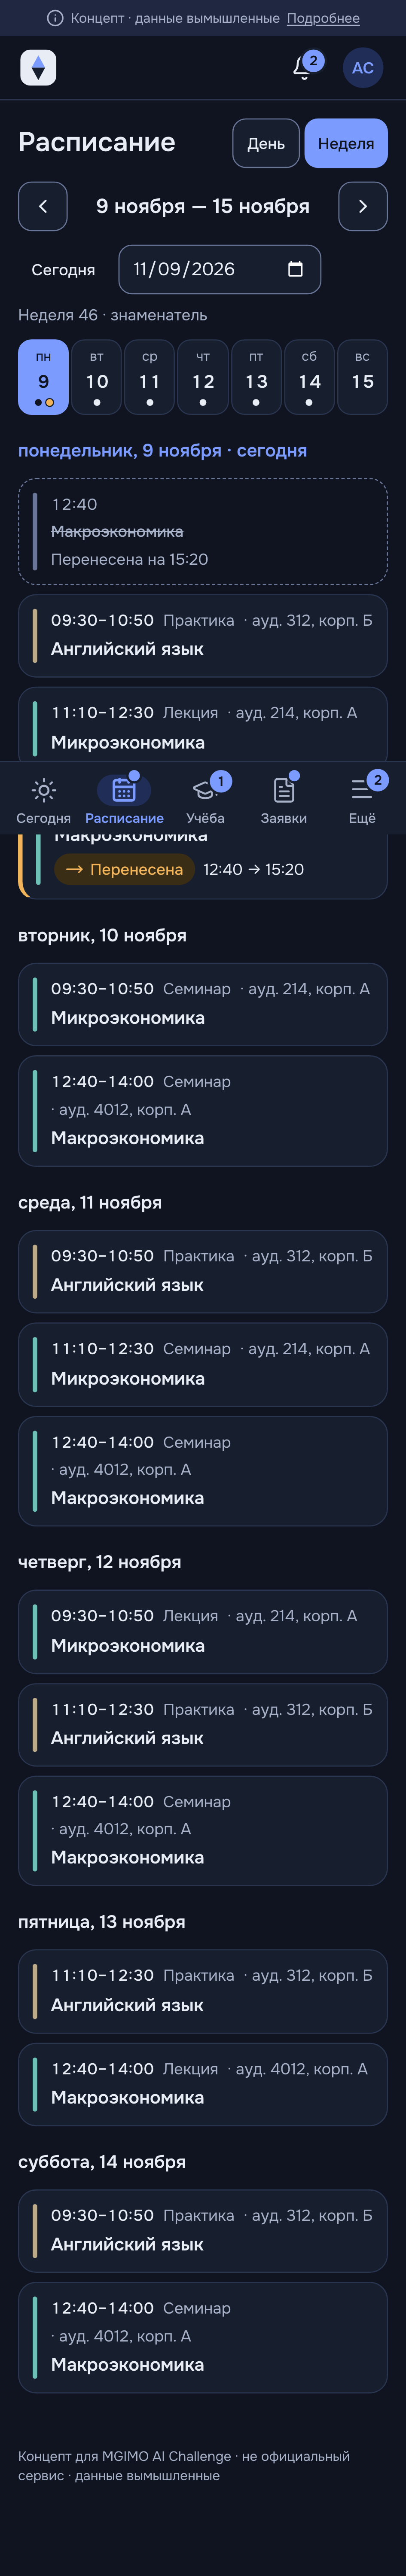 Концепт · данные вымышленные Подробнее
2
АС
Расписание
День
Неделя
9 ноября — 15 ноября
Сегодня
11/09/2026
Неделя 46 · знаменатель
пн
9
вт
10
ср
11
чт
12
пт
13
сб
14
вс
15
понедельник, 9 ноября · сегодня
12:40
Макроэкономика
Перенесена на 15:20
09:30–10:50 Практика · ауд. 312, корп. Б
Английский язык
11:10–12:30 Лекция · ауд. 214, корп. А
Микроэкономика
Сегодня
Расписание
1
Учёба
Заявки
2
Ещё
Макроэкономика
→ Перенесена 12:40 → 15:20
вторник, 10 ноября
09:30–10:50 Семинар · ауд. 214, корп. А
Микроэкономика
12:40–14:00 Семинар
· ауд. 4012, корп. А
Макроэкономика
среда, 11 ноября
09:30–10:50 Практика · ауд. 312, корп. Б
Английский язык
11:10–12:30 Семинар · ауд. 214, корп. А
Микроэкономика
12:40–14:00 Семинар
· ауд. 4012, корп. А
Макроэкономика
четверг, 12 ноября
09:30–10:50 Лекция · ауд. 214, корп. А
Микроэкономика
11:10–12:30 Практика · ауд. 312, корп. Б
Английский язык
12:40–14:00 Семинар
· ауд. 4012, корп. А
Макроэкономика
пятница, 13 ноября
11:10–12:30 Практика · ауд. 312, корп. Б
Английский язык
12:40–14:00 Лекция · ауд. 4012, корп. А
Макроэкономика
суббота, 14 ноября
09:30–10:50 Практика · ауд. 312, корп. Б
Английский язык
12:40–14:00 Семинар
· ауд. 4012, корп. А
Макроэкономика
Концепт для MGIMO AI Challenge · не официальный
сервис · данные вымышленные